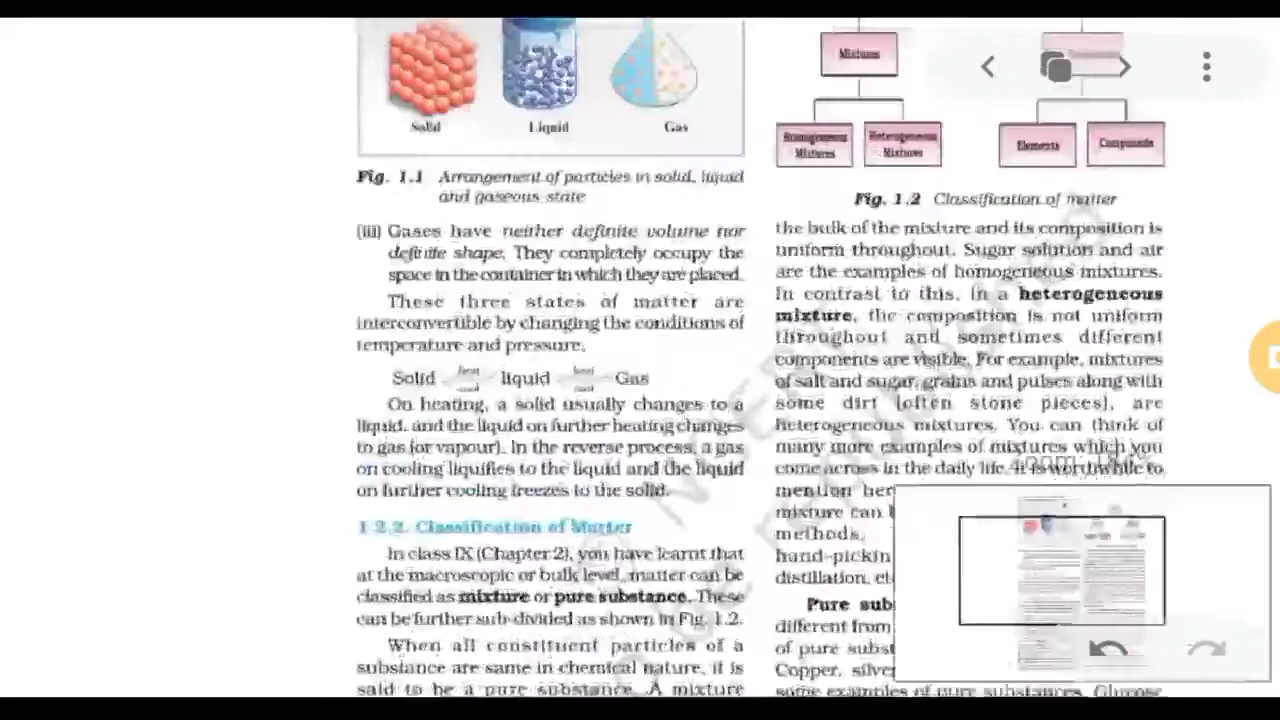 Solid
Liquid
Gas
Fig. 1.1 Arrangement of particles in solid, liquid
and gaseous state
(iii) Gases have neither definite volume nor
definite shape. They completely occupy the
space in the container in which they are placed.
These three states of matter are
interconvertible by changing the conditions of
temperature and pressure.
Solid heat cool liquid heat cool Gas
On heating, a solid usually changes to a
liquid, and the liquid on further heating changes
to gas (or vapour). In the reverse process, a gas
on cooling liquifies to the liquid and the liquid
on further cooling freezes to the solid.
1.2.2. Classification of Matter
In class IX (Chapter 2), you have learnt that
at the macroscopic or bulk level, matter can be
classified as mixture or pure substance. These
can be further sub-divided as shown in Fig. 1.2.
When all constituent particles of a
substance are same in chemical nature, it is
said to be a pure substance. A mixture
Mixtures
Homogeneous
Mixtures
Heterogeneous
Mixtures
Elements
Compounds
Fig. 1.2 Classification of matter
the bulk of the mixture and its composition is
uniform throughout. Sugar solution and air
are the examples of homogeneous mixtures.
In contrast to this, in a heterogeneous
mixture, the composition is not uniform
throughout and sometimes different
components are visible. For example, mixtures
of salt and sugar, grains and pulses along with
some dirt (often stone pieces), are
heterogeneous mixtures. You can think of
many more examples of mixtures which you
come across in the daily life. It is worthwhile to
mention her
mixture can b
methods,
hand-pickin
distillation, et
Pure sub
different from
of pure subst
Copper, silve
some examples of pure substances. Glucose